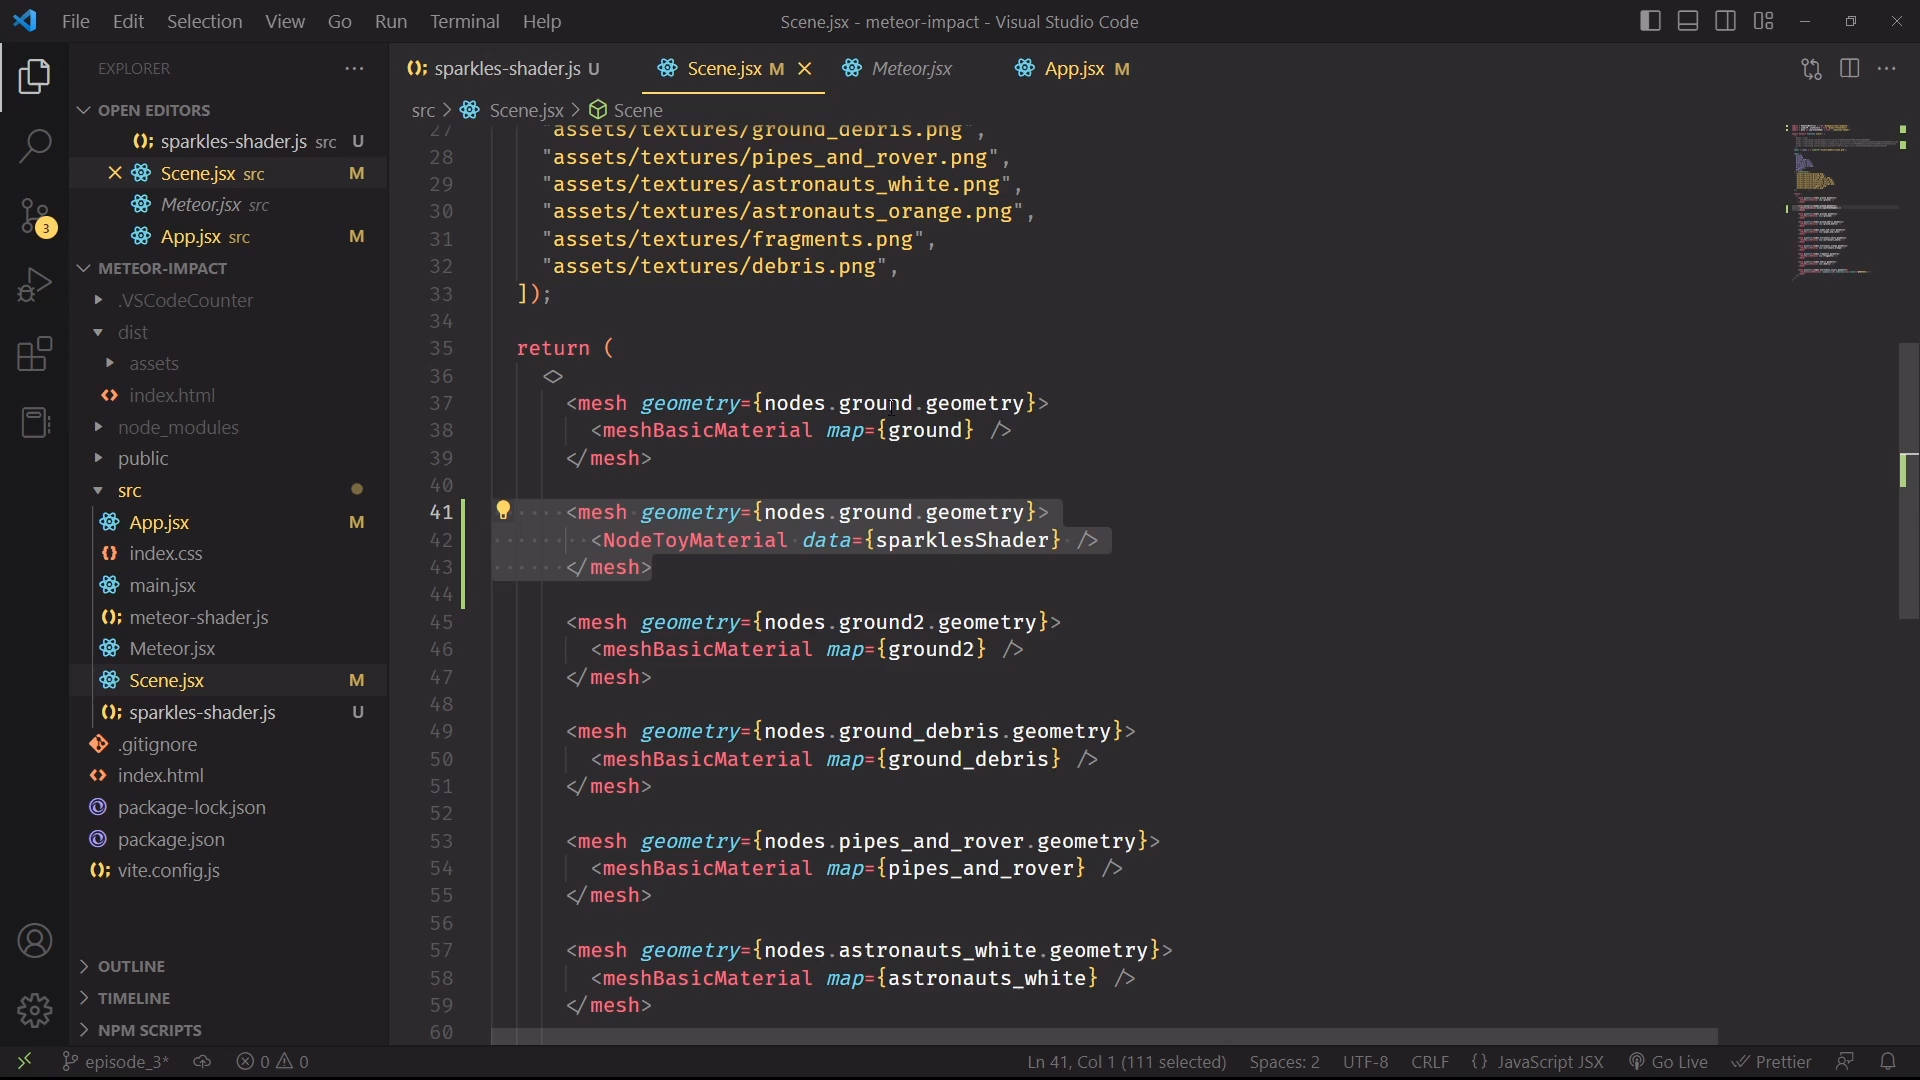 File Edit Selection View Go Run Terminal Help
Scene.jsx - meteor-impact - Visual Studio Code
EXPLORER
OPEN EDITORS
sparkles-shader.js src U
Scene.jsx src M
Meteor.jsx src
App.jsx src M
METEOR-IMPACT
.VSCodeCounter
dist
assets
index.html
node_modules
public
src
App.jsx M
index.css
main.jsx
meteor-shader.js
Meteor.jsx
Scene.jsx M
sparkles-shader.js U
.gitignore
index.html
package-lock.json
package.json
vite.config.js
OUTLINE
TIMELINE
NPM SCRIPTS
3
sparkles-shader.js U Scene.jsx M Meteor.jsx App.jsx M
src > Scene.jsx > Scene
27 "assets/textures/ground_debris.png",
28 "assets/textures/pipes_and_rover.png",
29 "assets/textures/astronauts_white.png",
30 "assets/textures/astronauts_orange.png",
31 "assets/textures/fragments.png",
32 "assets/textures/debris.png",
33 ]);
34
35 return (
36 <>
37 <mesh geometry={nodes.ground.geometry}>
38 <meshBasicMaterial map={ground} />
39 </mesh>
40
41 <mesh geometry={nodes.ground.geometry}>
42 <NodeToyMaterial data={sparklesShader} />
43 </mesh>
44
45 <mesh geometry={nodes.ground2.geometry}>
46 <meshBasicMaterial map={ground2} />
47 </mesh>
48
49 <mesh geometry={nodes.ground_debris.geometry}>
50 <meshBasicMaterial map={ground_debris} />
51 </mesh>
52
53 <mesh geometry={nodes.pipes_and_rover.geometry}>
54 <meshBasicMaterial map={pipes_and_rover} />
55 </mesh>
56
57 <mesh geometry={nodes.astronauts_white.geometry}>
58 <meshBasicMaterial map={astronauts_white} />
59 </mesh>
60
episode_3* 0 0 Ln 41, Col 1 (111 selected) Spaces: 2 UTF-8 CRLF {} JavaScript JSX Go Live Prettier